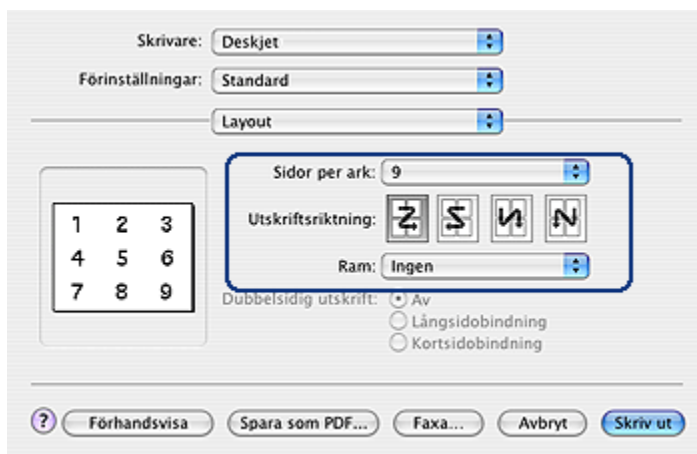 Skrivare: Deskjet
Förinställningar: Standard
Layout
Sidor per ark: 9
Utskriftsriktning:
Ram: Ingen
1 2 3
4 5 6
7 8 9
Dubbelsidig utskrift: Av
Långsidobindning
Kortsidobindning
? Förhandsvisa Spara som PDF... Faxa... Avbryt Skriv ut